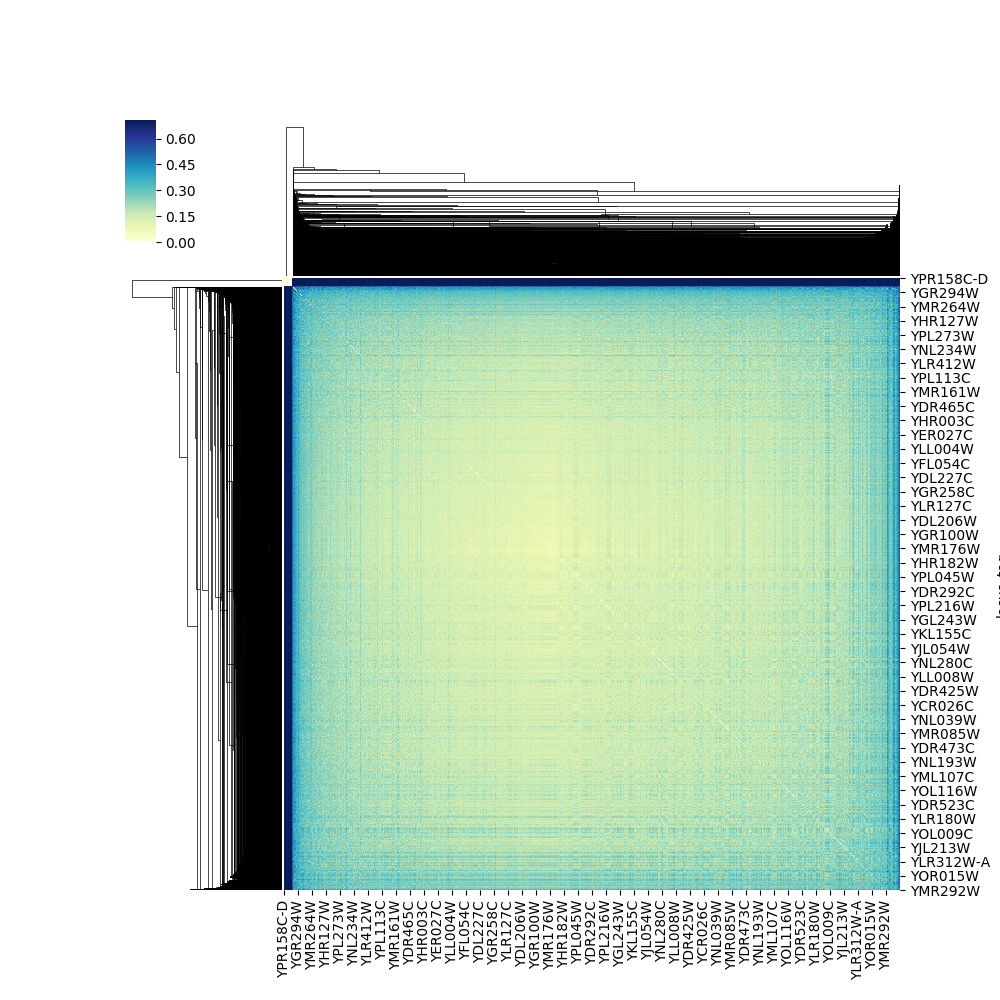 0.60
0.45
0.30
0.15
0.00
YPR158C-D
YGR294W
YMR264W
YHR127W
YPL273W
YNL234W
YLR412W
YPL113C
YMR161W
YDR465C
YHR003C
YER027C
YLL004W
YFL054C
YDL227C
YGR258C
YLR127C
YDL206W
YGR100W
YMR176W
YHR182W
YPL045W
YDR292C
YPL216W
YGL243W
YKL155C
YJL054W
YNL280C
YLL008W
YDR425W
YCR026C
YNL039W
YMR085W
YDR473C
YNL193W
YML107C
YOL116W
YDR523C
YLR180W
YOL009C
YJL213W
YLR312W-A
YOR015W
YMR292W
YPR158C-D
YGR294W
YMR264W
YHR127W
YPL273W
YNL234W
YLR412W
YPL113C
YMR161W
YDR465C
YHR003C
YER027C
YLL004W
YFL054C
YDL227C
YGR258C
YLR127C
YDL206W
YGR100W
YMR176W
YHR182W
YPL045W
YDR292C
YPL216W
YGL243W
YKL155C
YJL054W
YNL280C
YLL008W
YDR425W
YCR026C
YNL039W
YMR085W
YDR473C
YNL193W
YML107C
YOL116W
YDR523C
YLR180W
YOL009C
YJL213W
YLR312W-A
YOR015W
YMR292W